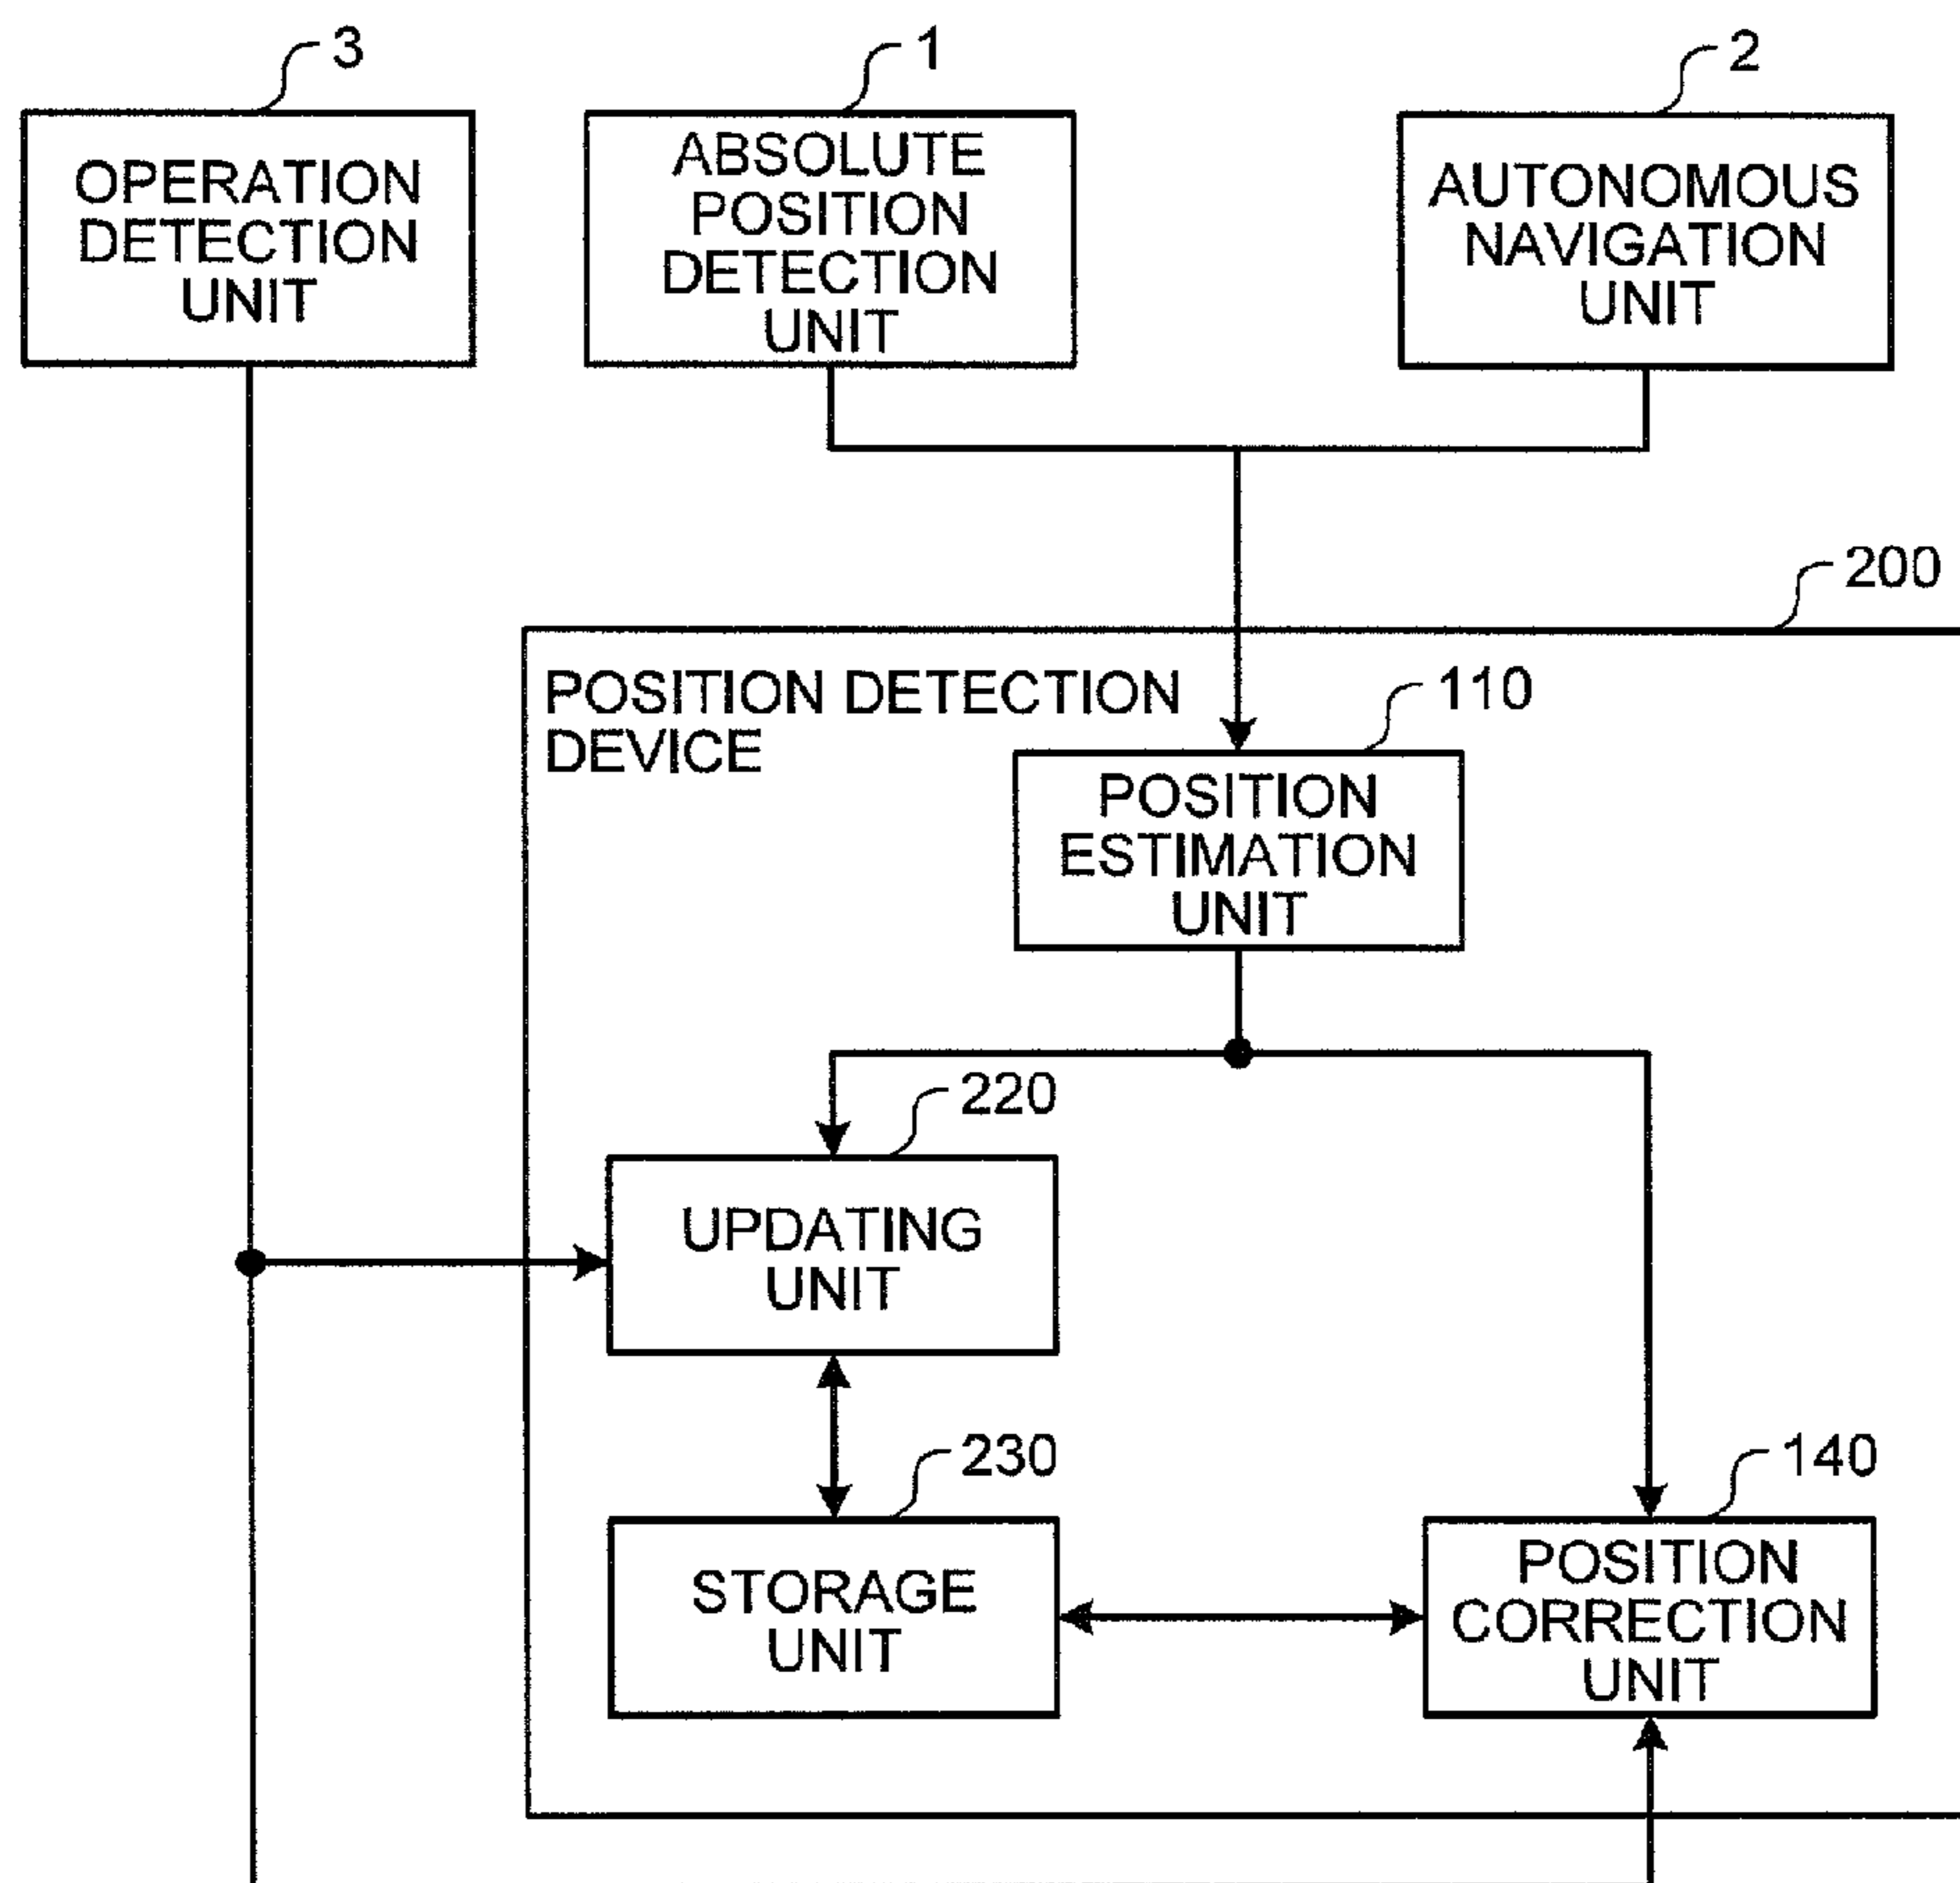 3
1
2
OPERATION
DETECTION
UNIT
ABSOLUTE
POSITION
DETECTION
UNIT
AUTONOMOUS
NAVIGATION
UNIT
200
POSITION DETECTION
DEVICE
110
POSITION
ESTIMATION
UNIT
220
UPDATING
UNIT
230
STORAGE
UNIT
140
POSITION
CORRECTION
UNIT